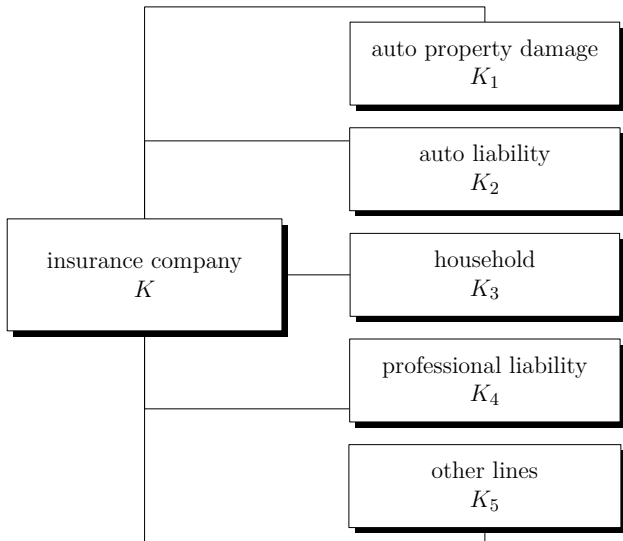 auto property damage
K₁
auto liability
K₂
insurance company
K
household
K₃
professional liability
K₄
other lines
K₅